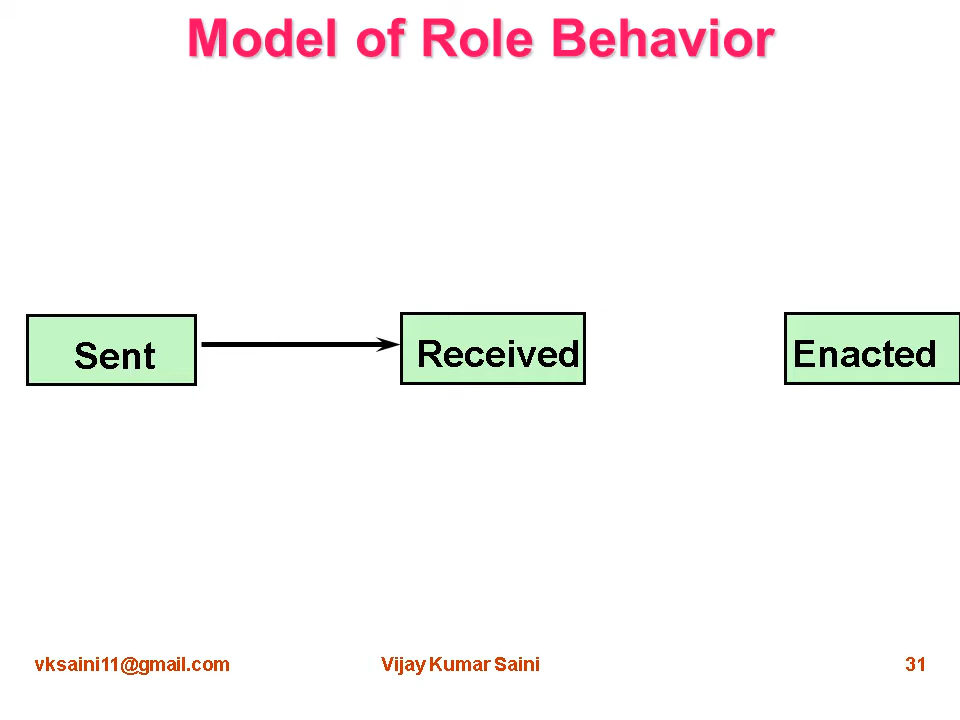 Model of Role Behavior
Sent
Received
Enacted
vksaini11@gmail.com
Vijay Kumar Saini
31